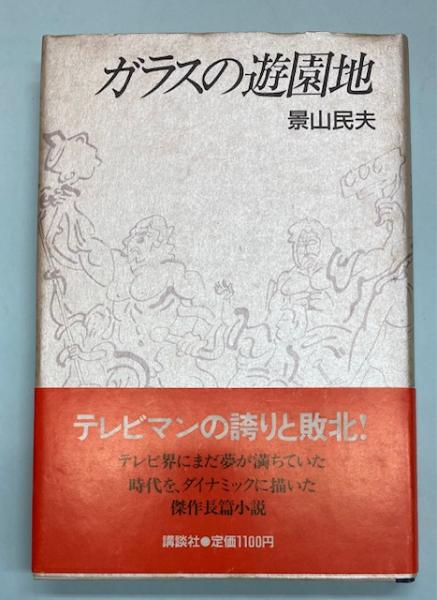 ガラスの遊園地
景山民夫
テレビマンの誇りと敗北!
テレビ界にまだ夢が満ちていた
時代を、ダイナミックに描いた
傑作長篇小説
講談社●定価1100円